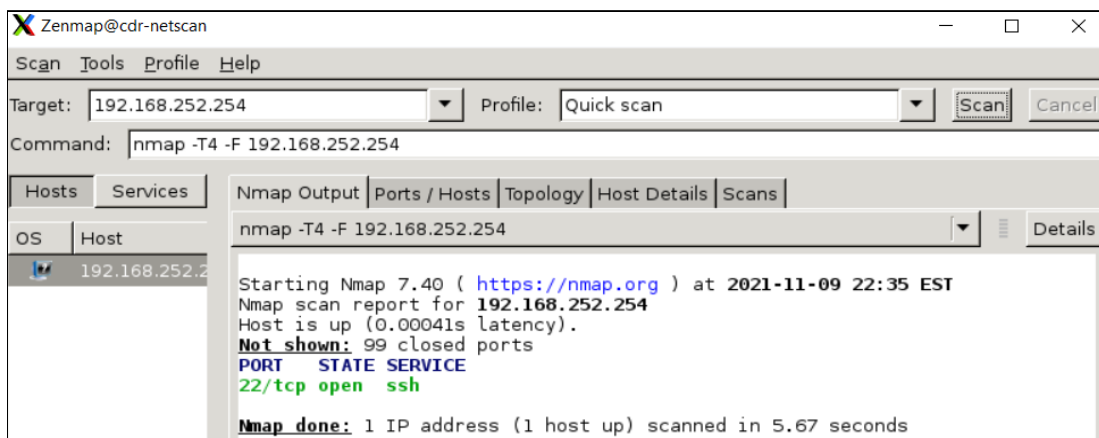 Zenmap@cdr-netscan
Scan Tools Profile Help
Target: 192.168.252.254 Profile: Quick scan Scan Cancel
Command: nmap -T4 -F 192.168.252.254
Hosts Services Nmap Output Ports / Hosts Topology Host Details Scans
nmap -T4 -F 192.168.252.254 Details
OS Host
192.168.252.2
Starting Nmap 7.40 ( https://nmap.org ) at 2021-11-09 22:35 EST
Nmap scan report for 192.168.252.254
Host is up (0.00041s latency).
Not shown: 99 closed ports
PORT STATE SERVICE
22/tcp open ssh
Nmap done: 1 IP address (1 host up) scanned in 5.67 seconds